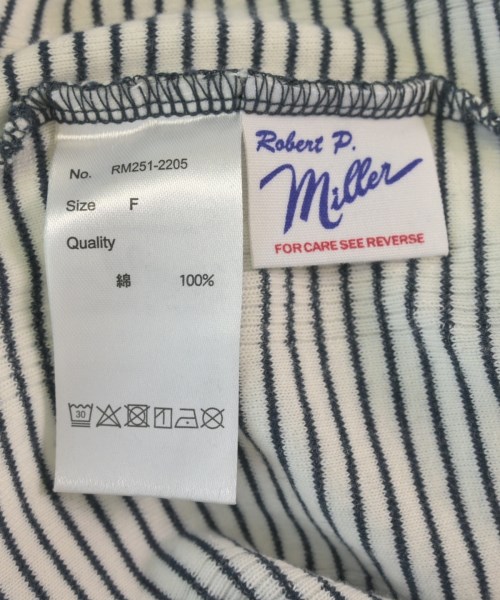 No. RM251-2205
Size F
Quality
綿 100%
30
Robert P.
Miller
FOR CARE SEE REVERSE